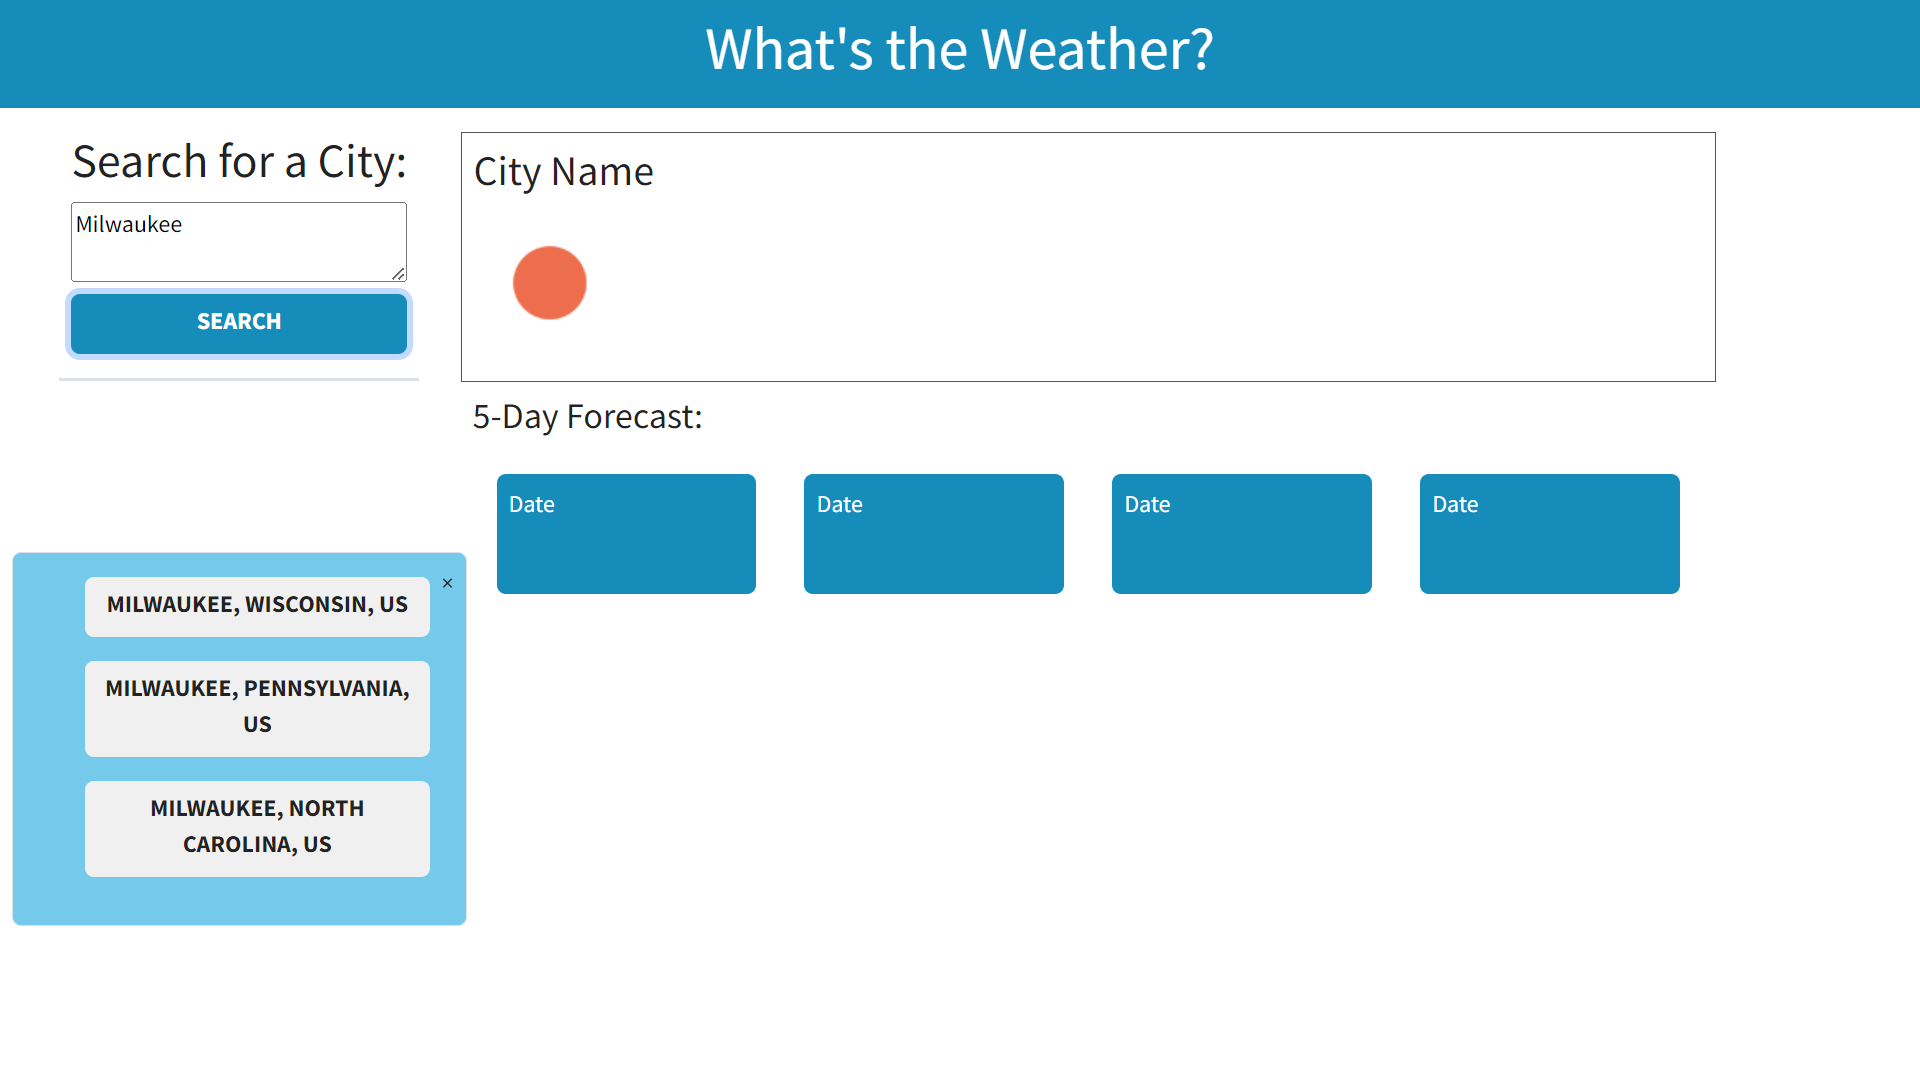 What's the Weather?
Search for a City:
Milwaukee
SEARCH
City Name
5-Day Forecast:
Date
Date
Date
Date
×
MILWAUKEE, WISCONSIN, US
MILWAUKEE, PENNSYLVANIA,
US
MILWAUKEE, NORTH
CAROLINA, US